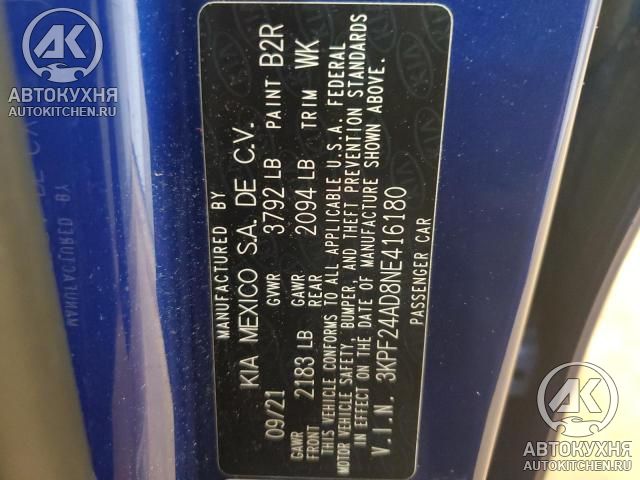 АК
АВТОКУХНЯ
AUTOKITCHEN.RU
MANUFACTURED BY
KIA MEXICO S.A. DE C.V.
09/21 GVWR 3792 LB PAINT B2R
GAWR FRONT 2183 LB GAWR REAR 2094 LB TRIM WK
THIS VEHICLE CONFORMS TO ALL APPLICABLE U.S.A. FEDERAL
MOTOR VEHICLE SAFETY, BUMPER, AND THEFT PREVENTION STANDARDS
IN EFFECT ON THE DATE OF MANUFACTURE SHOWN ABOVE.
V.I.N. 3KPF24AD8NE416180
PASSENGER CAR
АК
АВТОКУХНЯ
AUTOKITCHEN.RU